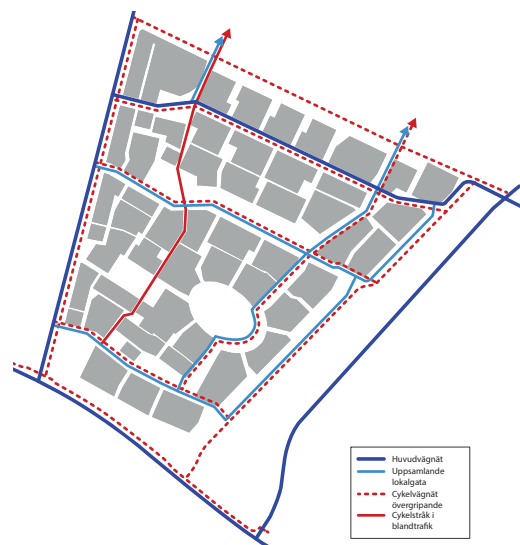 Huvudvägnät
Uppsamlande
lokalgata
Cykelvägnät
övergripande
Cykelstråk i
blandtrafik